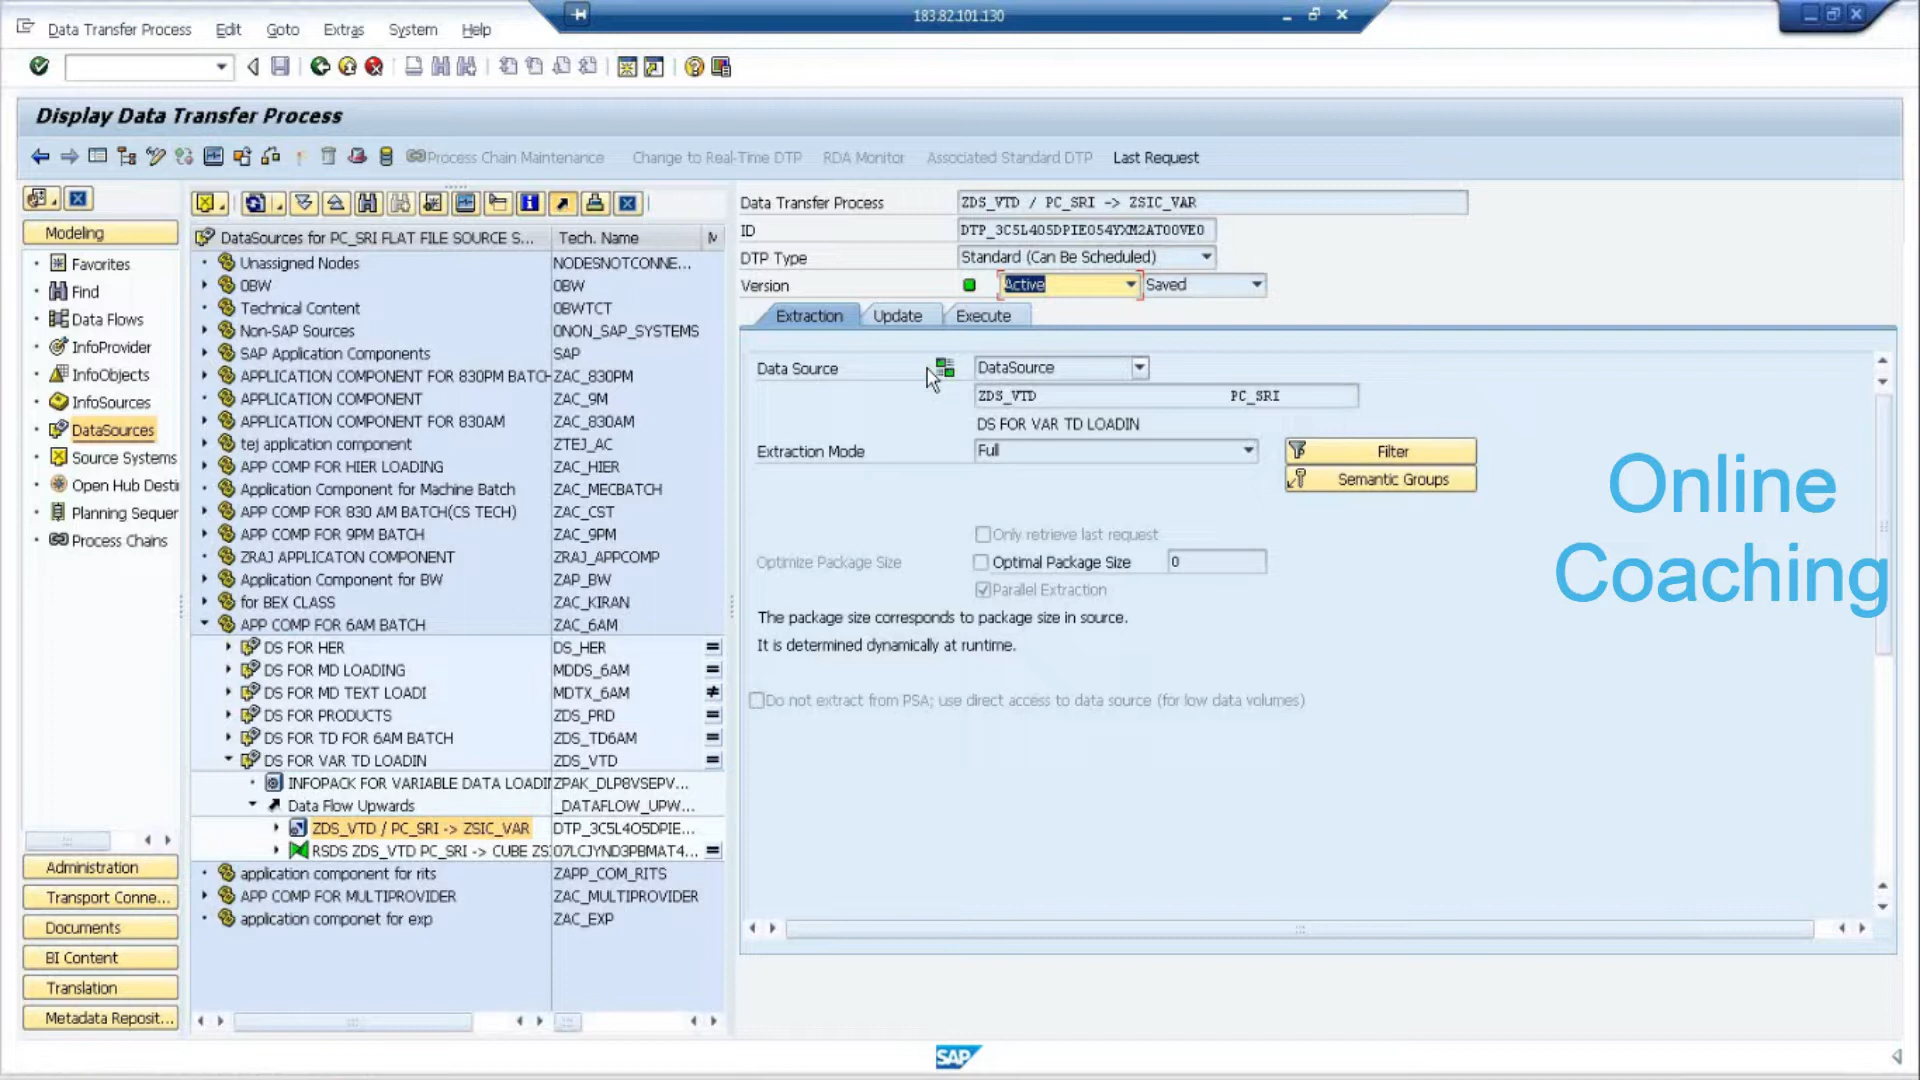 183.82.101.130
Data Transfer Process Edit Goto Extras System Help
Display Data Transfer Process
Process Chain Maintenance Change to Real-Time DTP RDA Monitor Associated Standard DTP Last Request
Modeling
Favorites
Find
Data Flows
InfoProvider
InfoObjects
InfoSources
DataSources
Source Systems
Open Hub Desti
Planning Sequer
Process Chains
Administration
Transport Conne...
Documents
BI Content
Translation
Metadata Reposit...
DataSources for PC_SRI FLAT FILE SOURCE S... Tech. Name M
Unassigned Nodes NODESNOTCONNE...
0BW 0BW
Technical Content 0BWTCT
Non-SAP Sources 0NON_SAP_SYSTEMS
SAP Application Components SAP
APPLICATION COMPONENT FOR 830PM BATCH ZAC_830PM
APPLICATION COMPONENT ZAC_9M
APPLICATION COMPONENT FOR 830AM ZAC_830AM
tej application component ZTEJ_AC
APP COMP FOR HIER LOADING ZAC_HIER
Application Component for Machine Batch ZAC_MECBATCH
APP COMP FOR 830 AM BATCH(CS TECH) ZAC_CST
APP COMP FOR 9PM BATCH ZAC_9PM
ZRAJ APPLICATON COMPONENT ZRAJ_APPCOMP
Application Component for BW ZAP_BW
for BEX CLASS ZAC_KIRAN
APP COMP FOR 6AM BATCH ZAC_6AM
DS FOR HER DS_HER
DS FOR MD LOADING MDDS_6AM
DS FOR MD TEXT LOADI MDTX_6AM
DS FOR PRODUCTS ZDS_PRD
DS FOR TD FOR 6AM BATCH ZDS_TD6AM
DS FOR VAR TD LOADIN ZDS_VTD
INFOPACK FOR VARIABLE DATA LOADI ZPAK_DLP8VSEPV...
Data Flow Upwards _DATAFLOW_UPW...
ZDS_VTD / PC_SRI -> ZSIC_VAR DTP_3C5L4O5DPIE...
RSDS ZDS_VTD PC_SRI -> CUBE ZS 07LCJYND3PBMAT4...
application component for rits ZAPP_COM_RITS
APP COMP FOR MULTIPROVIDER ZAC_MULTIPROVIDER
application componet for exp ZAC_EXP
Data Transfer Process ZDS_VTD / PC_SRI -> ZSIC_VAR
ID DTP_3C5L4O5DPIEO54YXM2AT0OVE0
DTP Type Standard (Can Be Scheduled)
Version Active Saved
Extraction Update Execute
Data Source DataSource
ZDS_VTD PC_SRI
DS FOR VAR TD LOADIN
Extraction Mode Full Filter
Semantic Groups
Only retrieve last request
Optimize Package Size Optimal Package Size 0
Parallel Extraction
The package size corresponds to package size in source.
It is determined dynamically at runtime.
Do not extract from PSA; use direct access to data source (for low data volumes)
Online
Coaching
SAP